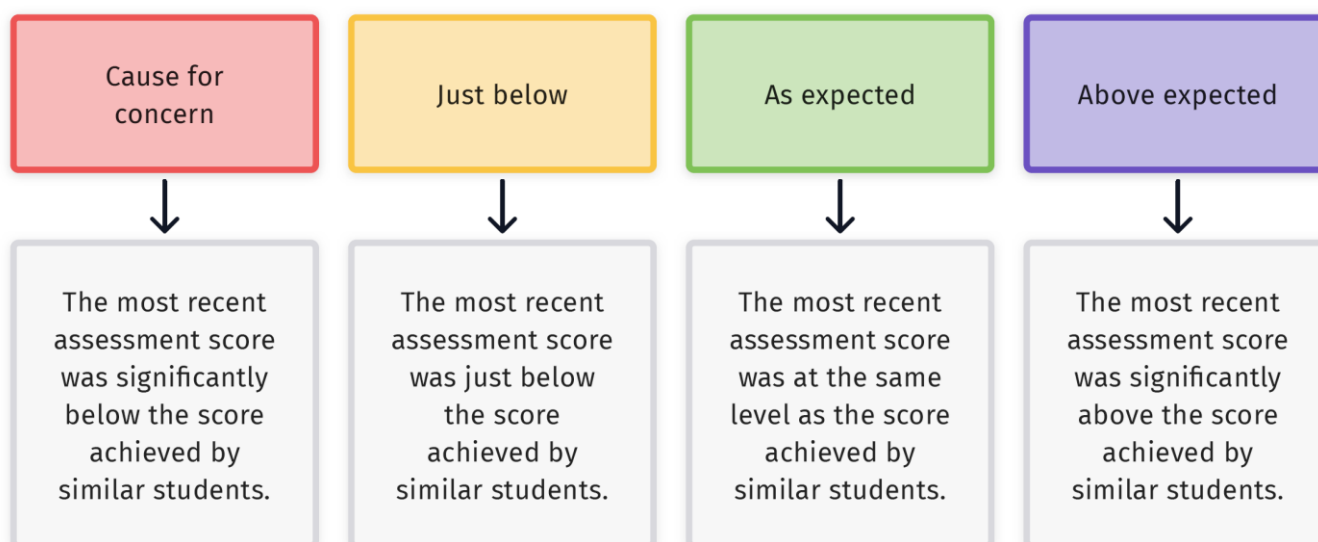 Cause for
concern
Just below
As expected
Above expected
The most recent
assessment score
was significantly
below the score
achieved by
similar students.
The most recent
assessment score
was just below
the score
achieved by
similar students.
The most recent
assessment score
was at the same
level as the score
achieved by
similar students.
The most recent
assessment score
was significantly
above the score
achieved by
similar students.